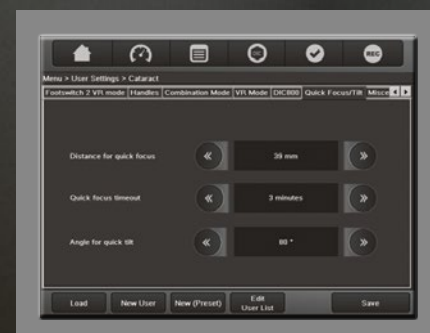 REC
Menu > User Settings > Cataract
Footswitch 2 VR mode Handles Combination Mode VR Mode DIC800 Quick Focus/Tilt Misce
Distance for quick focus « 39 mm »
Quick focus timeout « 3 minutes »
Angle for quick tilt « 80 ° »
Load New User New (Preset) Edit User List Save